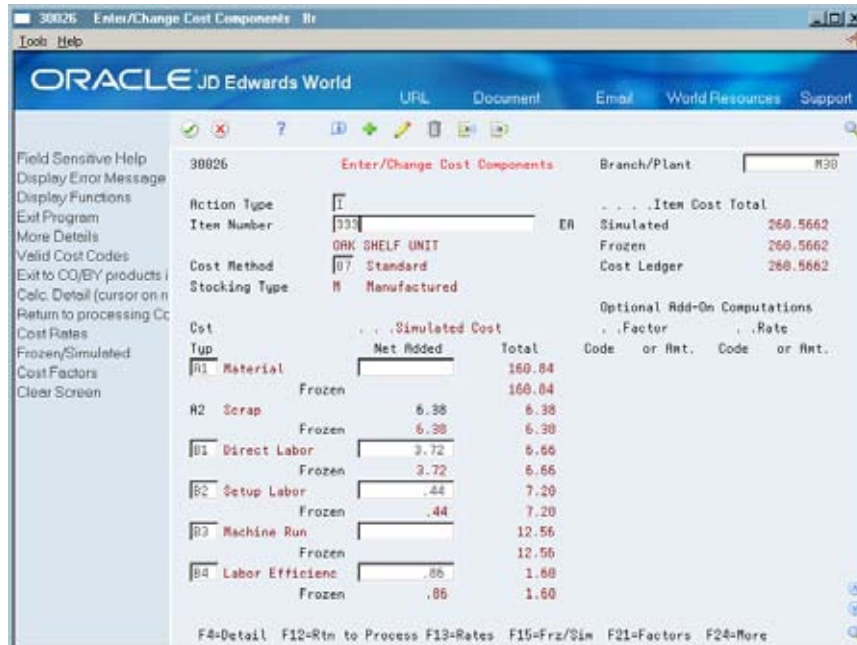 30026 Enter/Change Cost Components Br
Tools Help
ORACLE JD Edwards World
URL Document Email World Resources Support
Field Sensitive Help
Display Error Message
Display Functions
Exit Program
More Details
Valid Cost Codes
Exit to CO/BY products i
Calc. Detail (cursor on n
Return to processing Co
Cost Rates
Frozen/Simulated
Cost Factors
Clear Screen
30026 Enter/Change Cost Components Branch/Plant M30
Action Type I . . . .Item Cost Total
Item Number 333 EA Simulated 260.5662
OAK SHELF UNIT Frozen 260.5662
Cost Method 07 Standard Cost Ledger 260.5662
Stocking Type M Manufactured
Optional Add-On Computations
Cst . . .Simulated Cost . .Factor . .Rate
Typ Net Added Total Code or Amt. Code or Amt.
A1 Material 160.84
Frozen 160.84
A2 Scrap 6.38 6.38
Frozen 6.38 6.38
B1 Direct Labor 3.72 6.66
Frozen 3.72 6.66
B2 Setup Labor .44 7.20
Frozen .44 7.20
B3 Machine Run 12.56
Frozen 12.56
B4 Labor Efficienc .86 1.60
Frozen .86 1.60
F4=Detail F12=Rtn to Process F13=Rates F15=Frz/Sim F21=Factors F24=More